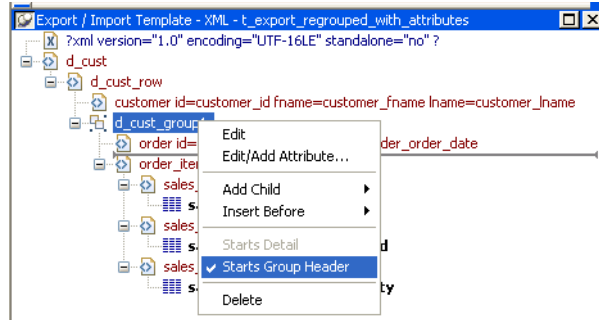 Export / Import Template - XML - t_export_regrouped_with_attributes
?xml version="1.0" encoding="UTF-16LE" standalone="no" ?
d_cust
d_cust_row
customer id=customer_id fname=customer_fname lname=customer_lname
d_cust_group1
order id= der_order_date
order_ite
sales_
s
sales_
s d
sales_
s ty
Edit
Edit/Add Attribute...
Add Child
Insert Before
Starts Detail
Starts Group Header
Delete